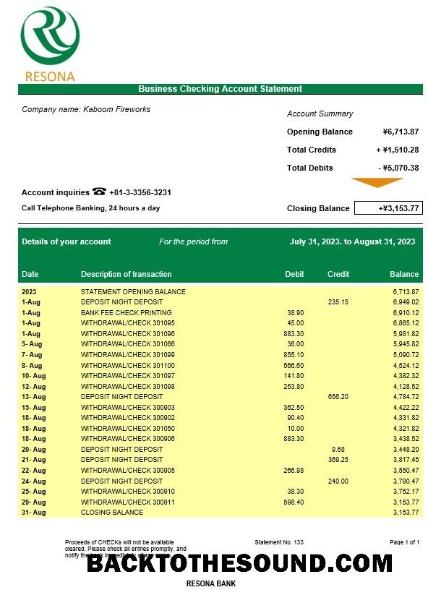 RESONA
Business Checking Account Statement
Company name: Kaboom Fireworks
Account Summary
Opening Balance ¥6,713.87
Total Credits + ¥1,510.28
Total Debits - ¥5,070.38
Account inquiries ☎ +81-3-3356-3231
Call Telephone Banking, 24 hours a day
Closing Balance +¥3,153.77
Details of your account For the period from July 31, 2023. to August 31, 2023
Date Description of transaction Debit Credit Balance
2023 STATEMENT OPENING BALANCE 6,713.87
1-Aug DEPOSIT NIGHT DEPOSIT 235.15 6,949.02
1-Aug BANK FEE CHECK PRINTING 38.90 6,910.12
1-Aug WITHDRAWAL/CHECK 301095 45.00 6,865.12
1-Aug WITHDRAWAL/CHECK 301096 883.30 5,981.82
5- Aug WITHDRAWAL/CHECK 301066 36.00 5,945.82
7- Aug WITHDRAWAL/CHECK 301099 855.10 5,090.72
8- Aug WITHDRAWAL/CHECK 301100 566.60 4,524.12
10- Aug WITHDRAWAL/CHECK 301097 141.80 4,382.32
12- Aug WITHDRAWAL/CHECK 301098 253.80 4,128.52
13- Aug DEPOSIT NIGHT DEPOSIT 656.20 4,784.72
15- Aug WITHDRAWAL/CHECK 300903 362.50 4,422.22
18- Aug WITHDRAWAL/CHECK 300902 90.40 4,331.82
18- Aug WITHDRAWAL/CHECK 301050 10.00 4,321.82
18- Aug WITHDRAWAL/CHECK 300906 883.30 3,438.52
20- Aug DEPOSIT NIGHT DEPOSIT 9.68 3,448.20
21- Aug DEPOSIT NIGHT DEPOSIT 369.25 3,817.45
22- Aug WITHDRAWAL/CHECK 300905 266.98 3,550.47
24- Aug DEPOSIT NIGHT DEPOSIT 240.00 3,790.47
25- Aug WITHDRAWAL/CHECK 300910 38.30 3,752.17
29- Aug WITHDRAWAL/CHECK 300911 598.40 3,153.77
31- Aug CLOSING BALANCE 3,153.77
Proceeds of CHECKs will not be available Statement No. 133 Page 1 of 1
cleared. Please check all entries promptly, and
notify the bank
BACKTOTHESOUND.COM
RESONA BANK